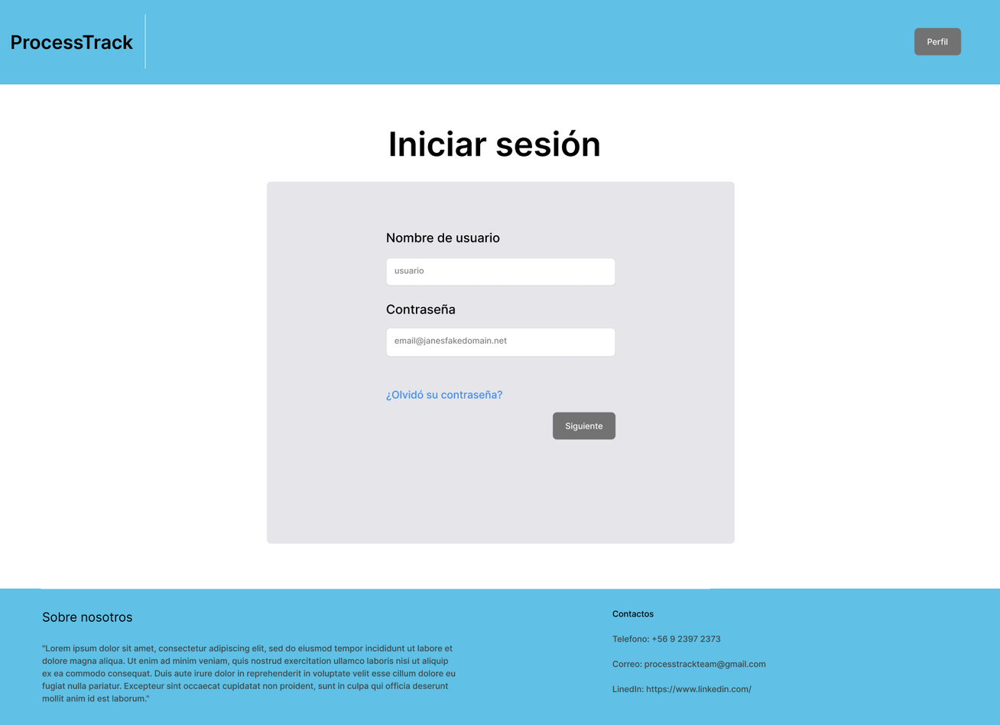 ProcessTrack
Perfil
Iniciar sesión
Nombre de usuario
usuario
Contraseña
email@janesfakedomain.net
¿Olvidó su contraseña?
Siguiente
Sobre nosotros
"Lorem ipsum dolor sit amet, consectetur adipiscing elit, sed do eiusmod tempor incididunt ut labore et
dolore magna aliqua. Ut enim ad minim veniam, quis nostrud exercitation ullamco laboris nisi ut aliquip
ex ea commodo consequat. Duis aute irure dolor in reprehenderit in voluptate velit esse cillum dolore eu
fugiat nulla pariatur. Excepteur sint occaecat cupidatat non proident, sunt in culpa qui officia deserunt
mollit anim id est laborum."
Contactos
Telefono: +56 9 2397 2373
Correo: processtrackteam@gmail.com
LinedIn: https://www.linkedin.com/